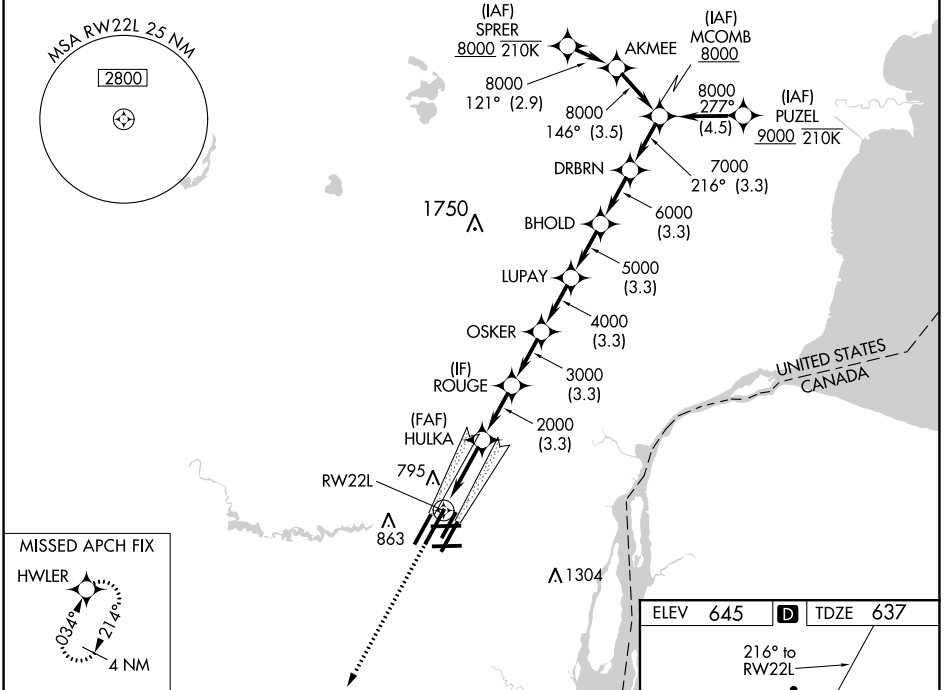 MSA RW22L 25 NM
2800
(IAF)
SPRER
8000 210K
AKMEE
(IAF)
MCOMB
8000
8000
121° (2.9)
8000
146° (3.5)
8000
277°
(4.5)
(IAF)
PUZEL
9000 210K
DRBRN
7000
216° (3.3)
1750
BHOLD
6000
(3.3)
LUPAY
5000
(3.3)
OSKER
4000
(3.3)
(IF)
ROUGE
3000
(3.3)
UNITED STATES
CANADA
(FAF)
HULKA
2000
(3.3)
RW22L
795
863
1304
MISSED APCH FIX
HWLER
034°
214°
4 NM
ELEV 645 D TDZE 637
216° to
RW22L